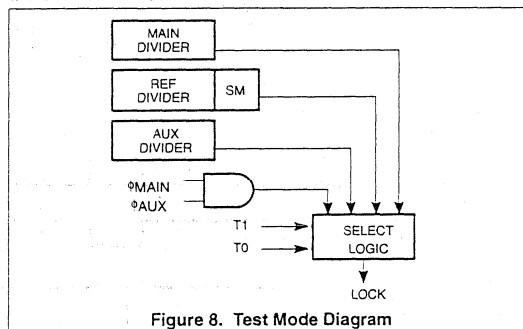 MAIN
DIVIDER
REF
DIVIDER
SM
AUX
DIVIDER
ΦMAIN
ΦAUX
T1
T0
SELECT
LOGIC
LOCK
Figure 8. Test Mode Diagram